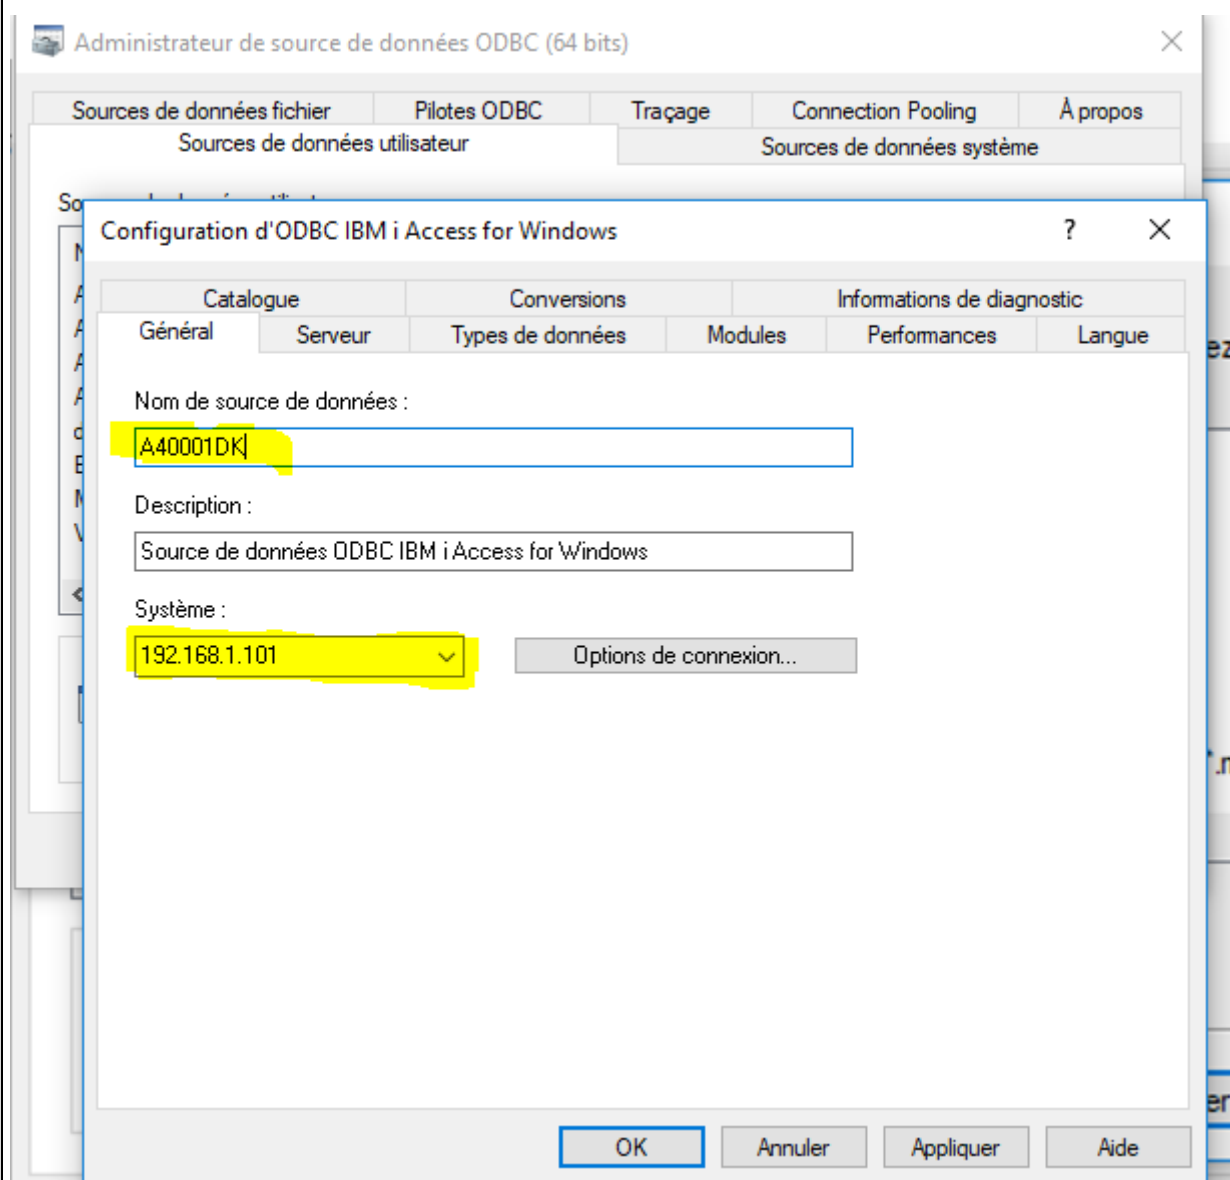 Administrateur de source de données ODBC (64 bits)
Sources de données fichier Pilotes ODBC Traçage Connection Pooling À propos
Sources de données utilisateur Sources de données système
Configuration d'ODBC IBM i Access for Windows ?
Catalogue Conversions Informations de diagnostic
Général Serveur Types de données Modules Performances Langue
Nom de source de données :
A40001DK
Description :
Source de données ODBC IBM i Access for Windows
Système :
192.168.1.101 Options de connexion...
OK Annuler Appliquer Aide